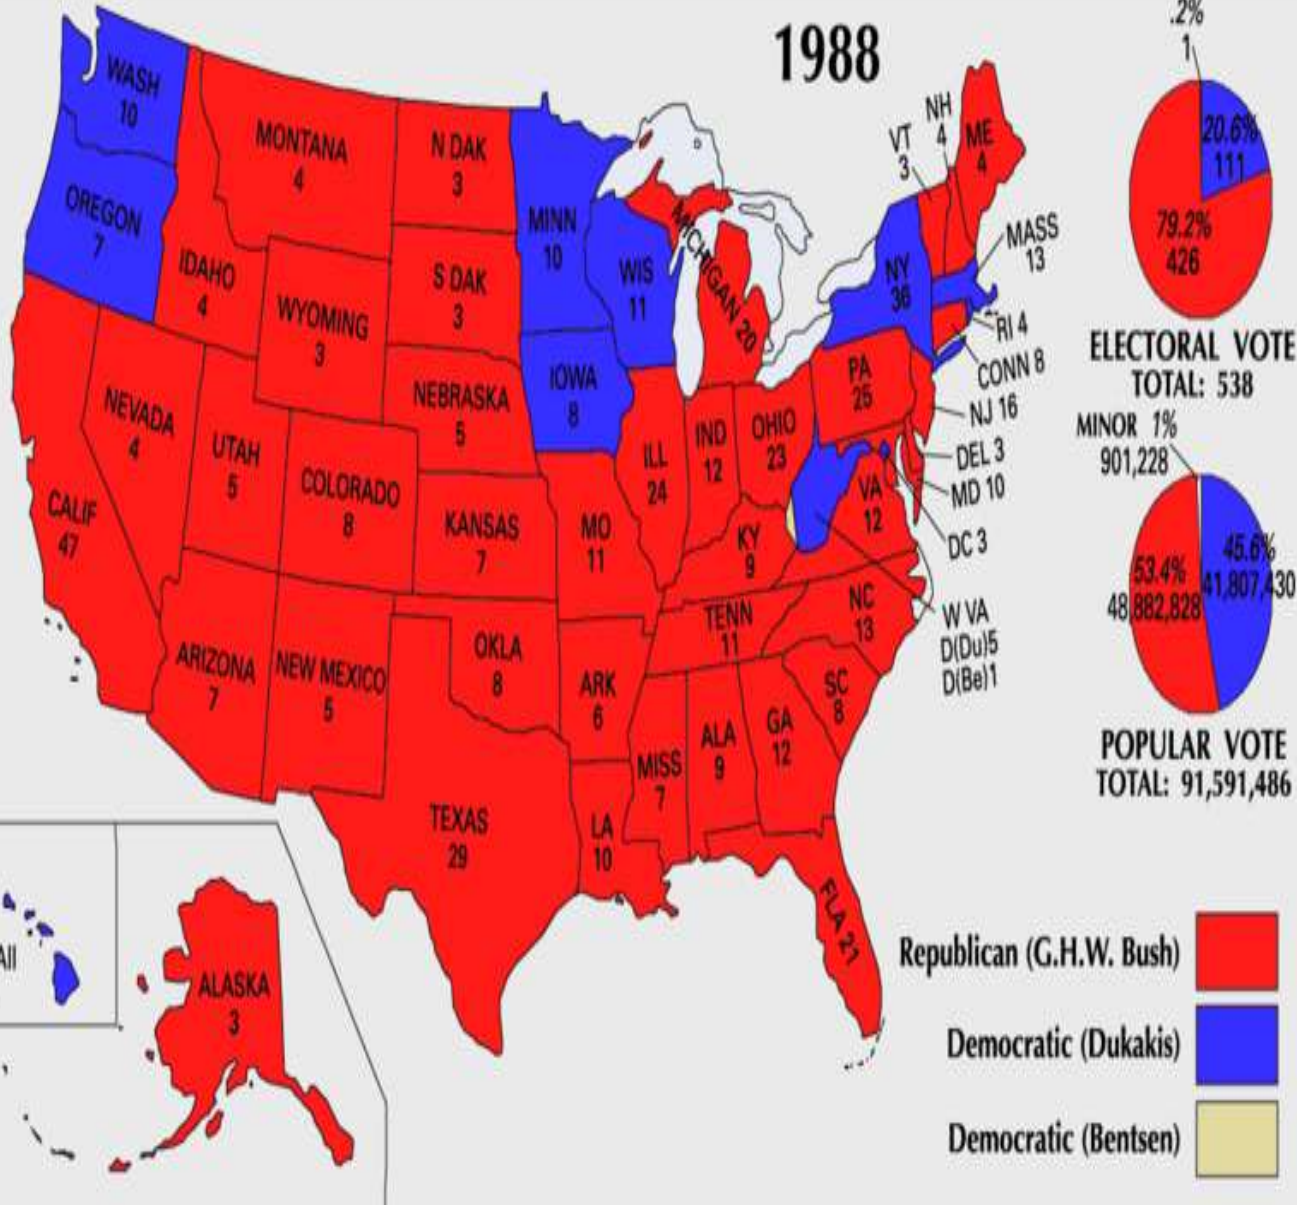 1988
WASH
10
OREGON
7
MONTANA
4
IDAHO
4
WYOMING
3
N DAK
3
S DAK
3
NEBRASKA
5
MINN
10
WIS
11
IOWA
8
MICHIGAN 20
NY
36
VT
3
NH
4
ME
4
MASS
13
RI 4
CONN 8
NJ 16
DEL 3
MD 10
DC 3
W VA
D(Du)5
D(Be)1
PA
25
OHIO
23
IND
12
ILL
24
VA
12
KY
9
NEVADA
4
UTAH
5
COLORADO
8
KANSAS
7
MO
11
CALIF
47
ARIZONA
7
NEW MEXICO
5
OKLA
8
ARK
6
TENN
11
NC
13
SC
8
GA
12
ALA
9
MISS
7
LA
10
TEXAS
29
FLA 21
AII
ALASKA
3
.2%
1
20.6%
111
79.2%
426
ELECTORAL VOTE
TOTAL: 538
MINOR 1%
901,228
45.6%
41,807,430
53.4%
48,882,828
POPULAR VOTE
TOTAL: 91,591,486
Republican (G.H.W. Bush)
Democratic (Dukakis)
Democratic (Bentsen)